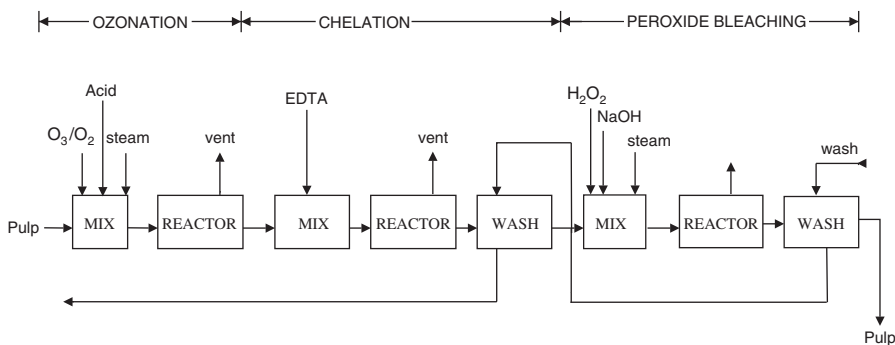 OZONATION CHELATION PEROXIDE BLEACHING
Acid
O3/O2 steam vent
EDTA
vent
H2O2
NaOH
steam
wash
Pulp MIX REACTOR MIX REACTOR WASH MIX REACTOR WASH
Pulp